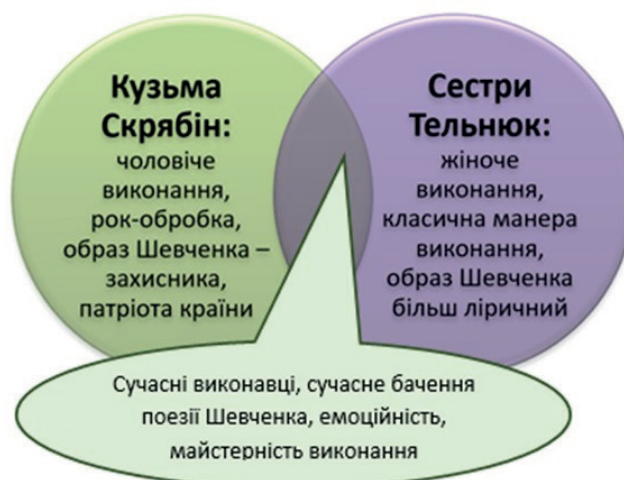 Кузьма
Скрябін:
чоловіче
виконання,
рок-обробка,
образ Шевченка –
захисника,
патріота країни
Сестри
Тельнюк:
жіноче
виконання,
класична манера
виконання,
образ Шевченка
більш ліричний
Сучасні виконавці, сучасне бачення
поезії Шевченка, емоційність,
майстерність виконання